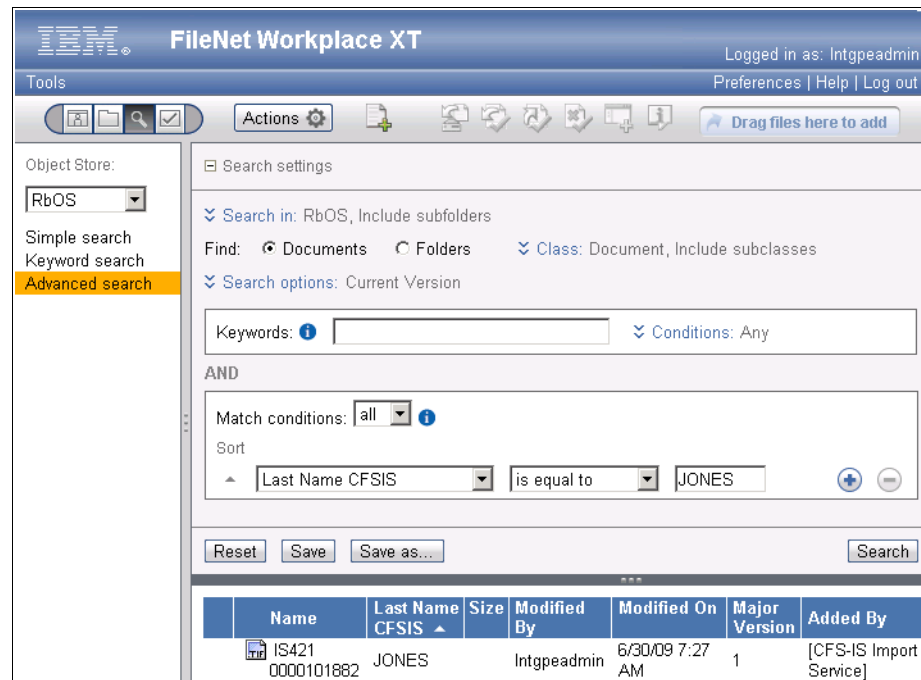 IBM® FileNet Workplace XT
Logged in as: Intgpeadmin
Tools Preferences | Help | Log out
Actions Drag files here to add
Object Store:
RbOS
Simple search
Keyword search
Advanced search
Search settings
Search in: RbOS, Include subfolders
Find: Documents Folders Class: Document, Include subclasses
Search options: Current Version
Keywords: Conditions: Any
AND
Match conditions: all
Sort
Last Name CFSIS is equal to JONES
Reset Save Save as... Search
Name Last Name CFSIS Size Modified By Modified On Major Version Added By
TIF IS421 0000101882 JONES Intgpeadmin 6/30/09 7:27 AM 1 [CFS-IS Import Service]